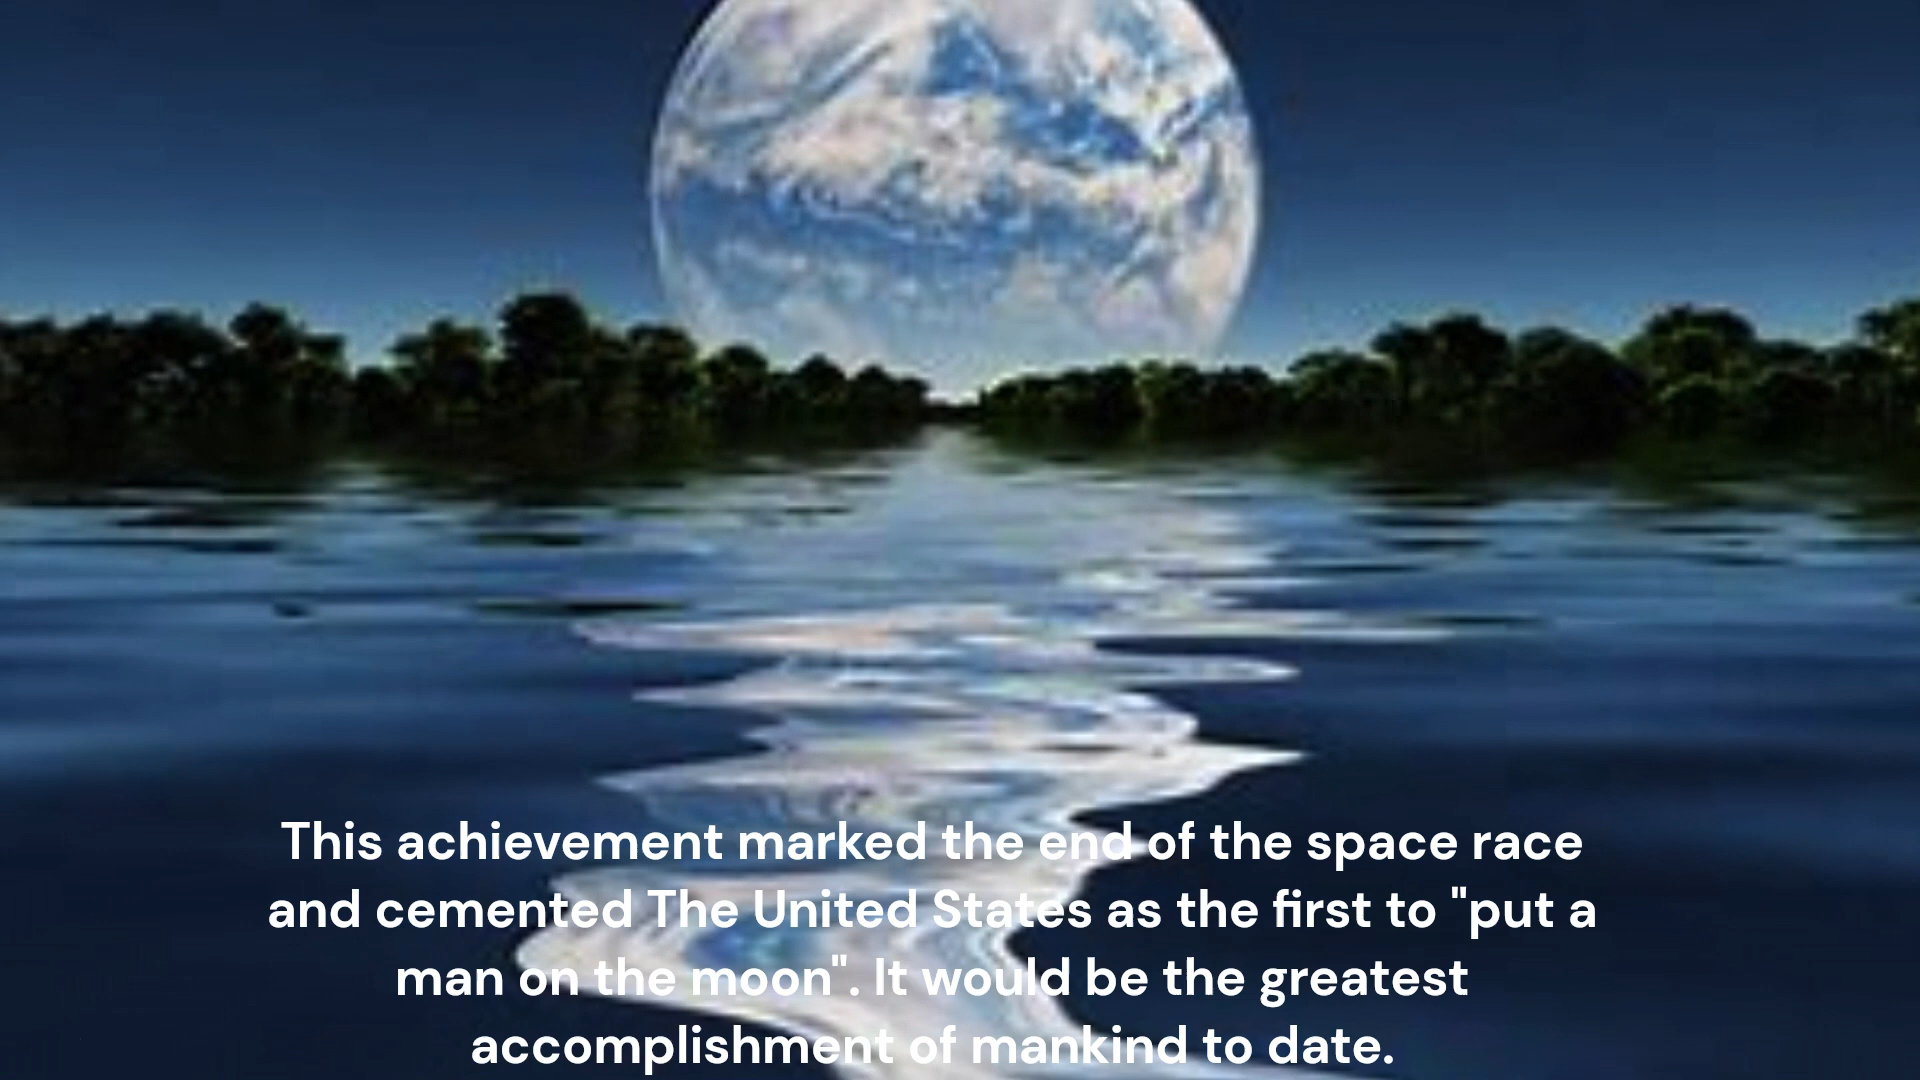 This achievement marked the end of the space race
and cemented The United States as the first to "put a
man on the moon". It would be the greatest
accomplishment of mankind to date.